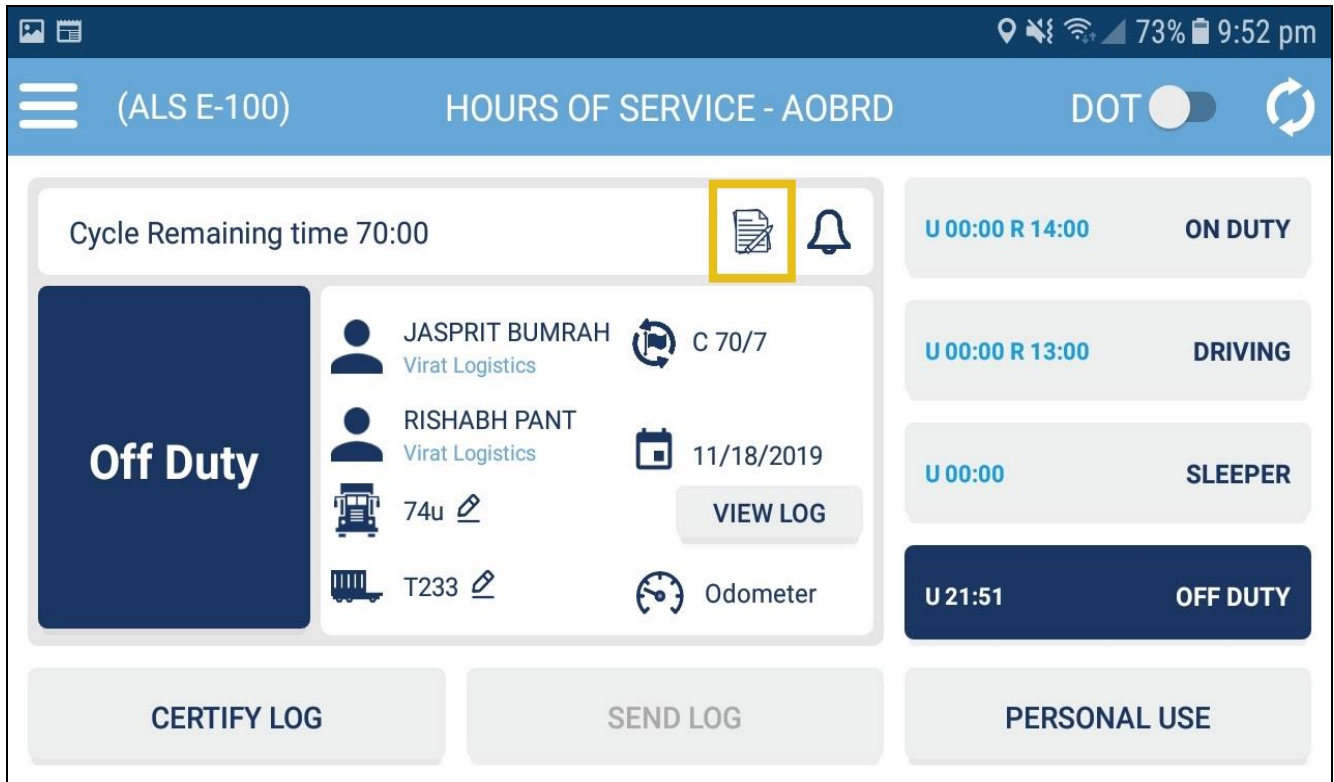 73% 9:52 pm
(ALS E-100) HOURS OF SERVICE - AOBRD DOT
Cycle Remaining time 70:00
Off Duty
JASPRIT BUMRAH
Virat Logistics
C 70/7
RISHABH PANT
Virat Logistics
11/18/2019
74u
VIEW LOG
T233
Odometer
U 00:00 R 14:00 ON DUTY
U 00:00 R 13:00 DRIVING
U 00:00 SLEEPER
U 21:51 OFF DUTY
CERTIFY LOG
SEND LOG
PERSONAL USE